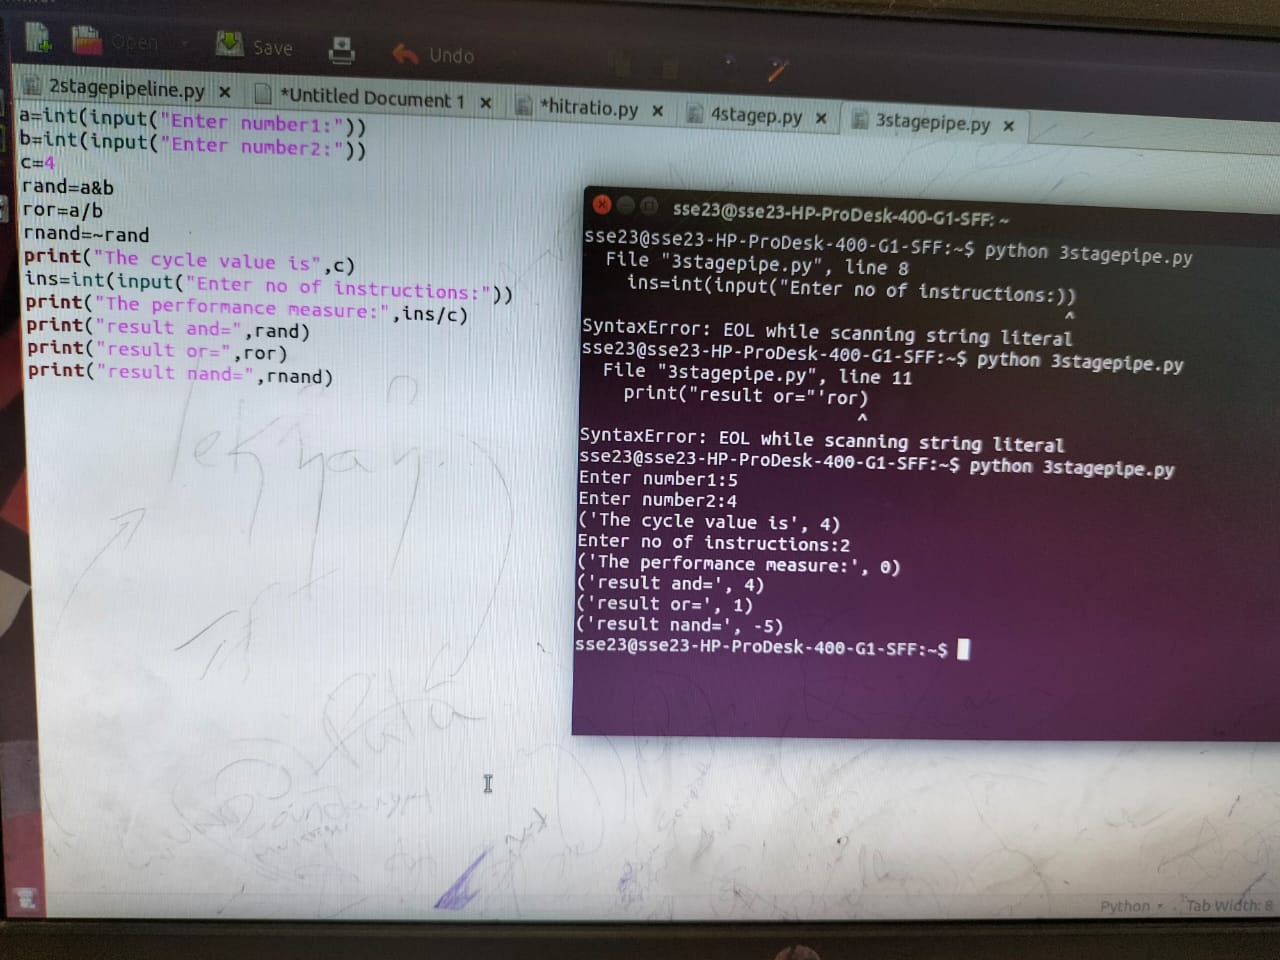 Open Save Undo
2stagepipeline.py × *Untitled Document 1 × *hitratio.py × 4stagep.py × 3stagepipe.py ×
a=int(input("Enter number1:"))
b=int(input("Enter number2:"))
c=4
rand=a&b
ror=a/b
rnand=~rand
print("The cycle value is",c)
ins=int(input("Enter no of instructions:"))
print("The performance measure:",ins/c)
print("result and=",rand)
print("result or=",ror)
print("result nand=",rnand)
sse23@sse23-HP-ProDesk-400-G1-SFF: ~
sse23@sse23-HP-ProDesk-400-G1-SFF:~$ python 3stagepipe.py
File "3stagepipe.py", line 8
ins=int(input("Enter no of instructions:))
^
SyntaxError: EOL while scanning string literal
sse23@sse23-HP-ProDesk-400-G1-SFF:~$ python 3stagepipe.py
File "3stagepipe.py", line 11
print("result or="'ror)
^
SyntaxError: EOL while scanning string literal
sse23@sse23-HP-ProDesk-400-G1-SFF:~$ python 3stagepipe.py
Enter number1:5
Enter number2:4
('The cycle value is', 4)
Enter no of instructions:2
('The performance measure:', 0)
('result and=', 4)
('result or=', 1)
('result nand=', -5)
sse23@sse23-HP-ProDesk-400-G1-SFF:~$
Python Tab Width: 8